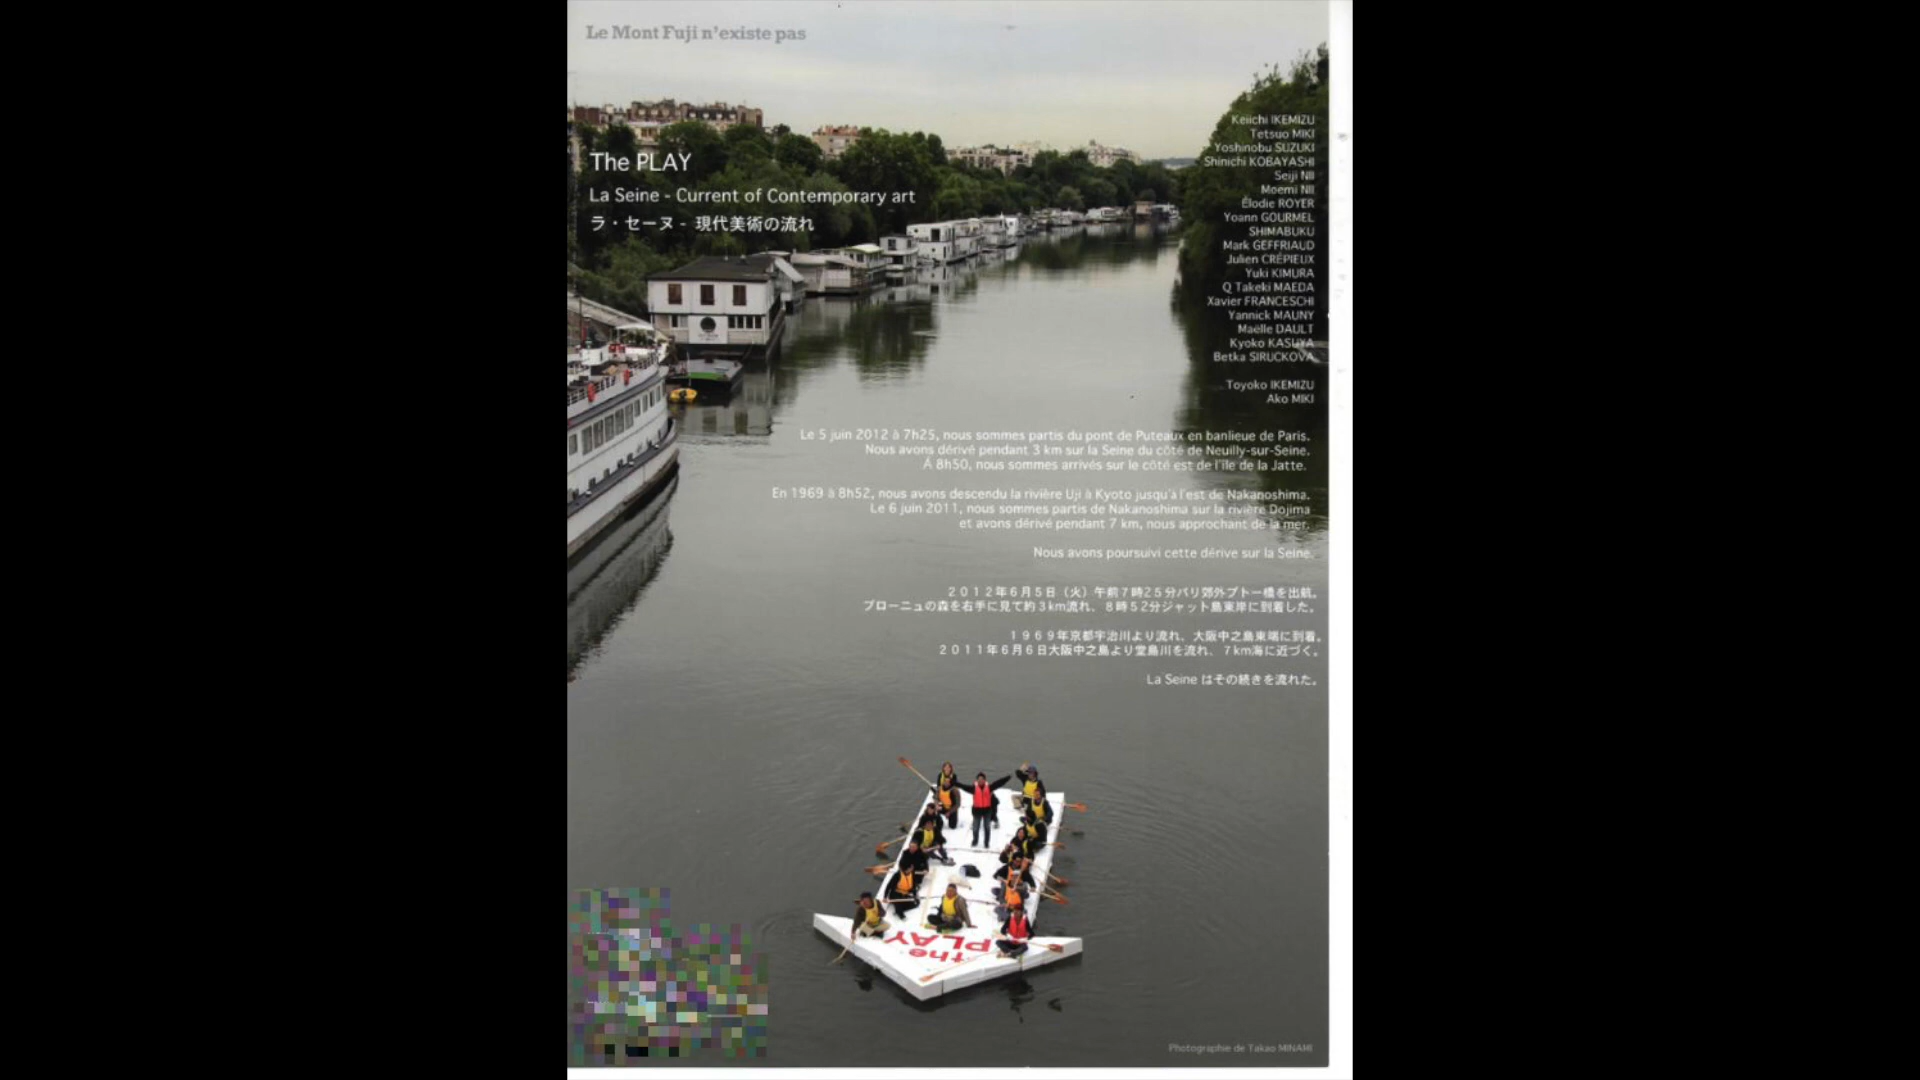 Le Mont Fuji n'existe pas
The PLAY
La Seine - Current of Contemporary art
ラ・セーヌ - 現代美術の流れ
Keiichi IKEMIZU
Tetsuo MIKI
Yoshinobu SUZUKI
Shinichi KOBAYASHI
Seiji NII
Moemi NII
Élodie ROYER
Yoann GOURMEL
SHIMABUKU
Mark GEFFRIAUD
Julien CRÉPIEUX
Yuki KIMURA
Q Takeki MAEDA
Xavier FRANCESCHI
Yannick MAUNY
Maëlle DAULT
Kyoko KASUYA
Betka SIRUCKOVA
Toyoko IKEMIZU
Ako MIKI
Le 5 juin 2012 à 7h25, nous sommes partis du pont de Puteaux en banlieue de Paris.
Nous avons dérivé pendant 3 km sur la Seine du côté de Neuilly-sur-Seine.
Á 8h50, nous sommes arrivés sur le côté est de l'île de la Jatte.
En 1969 à 8h52, nous avons descendu la rivière Uji à Kyoto jusqu'à l'est de Nakanoshima.
Le 6 juin 2011, nous sommes partis de Nakanoshima sur la rivière Dojima
et avons dérivé pendant 7 km, nous approchant de la mer.
Nous avons poursuivi cette dérive sur la Seine.
２０１２年６月５日（火）午前７時２５分パリ郊外プトー橋を出航。
ブローニュの森を右手に見て約３km流れ、８時５２分ジャット島東岸に到着した。
１９６９年京都宇治川より流れ、大阪中之島東端に到着。
２０１１年６月６日大阪中之島より堂島川を流れ、７km海に近づく。
La Seine はその続きを流れた。
the
PLAY
Photographie de Takao MINAMI